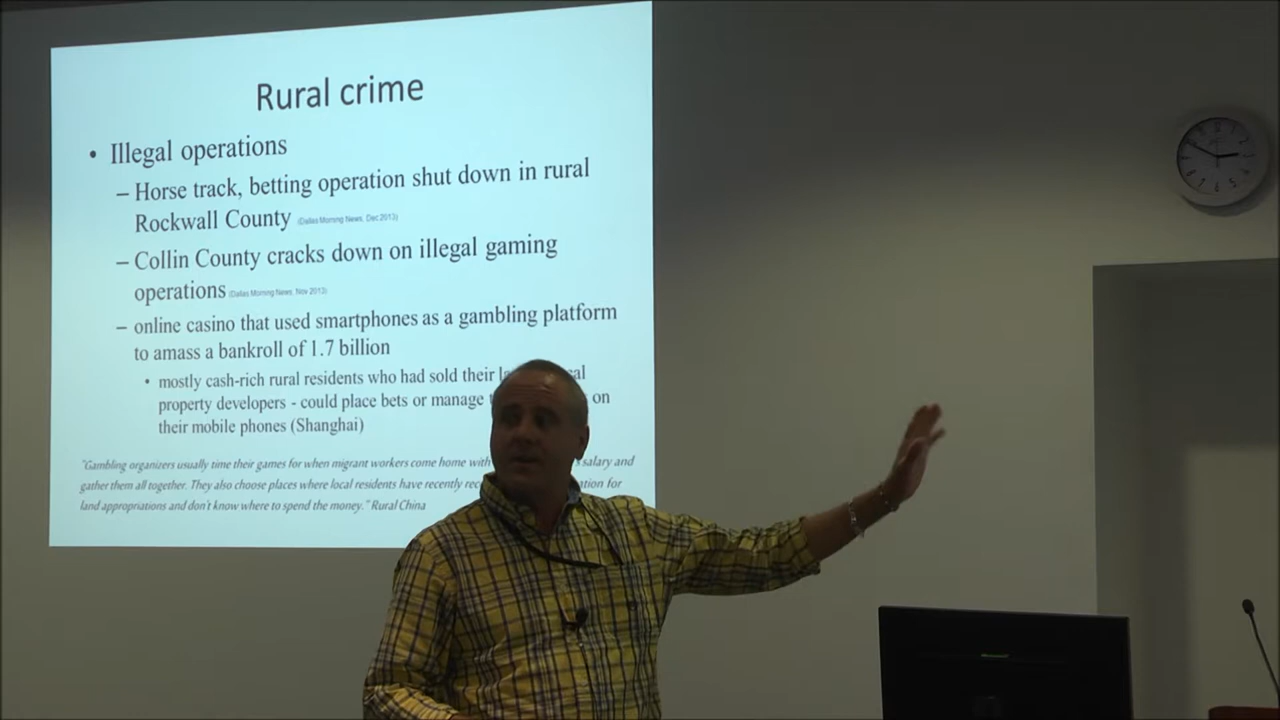 Rural crime
• Illegal operations
– Horse track, betting operation shut down in rural
Rockwall County (Dallas Morning News, Dec 2013)
– Collin County cracks down on illegal gaming
operations (Dallas Morning News, Nov 2013)
– online casino that used smartphones as a gambling platform
to amass a bankroll of 1.7 billion
• mostly cash-rich rural residents who had sold their
property developers - could place bets or manage on
their mobile phones (Shanghai)
"Gambling organizers usually time their games for when migrant workers come home with salary and
gather them all together. They also choose places where local residents have recently for
land appropriations and don't know where to spend the money." Rural China